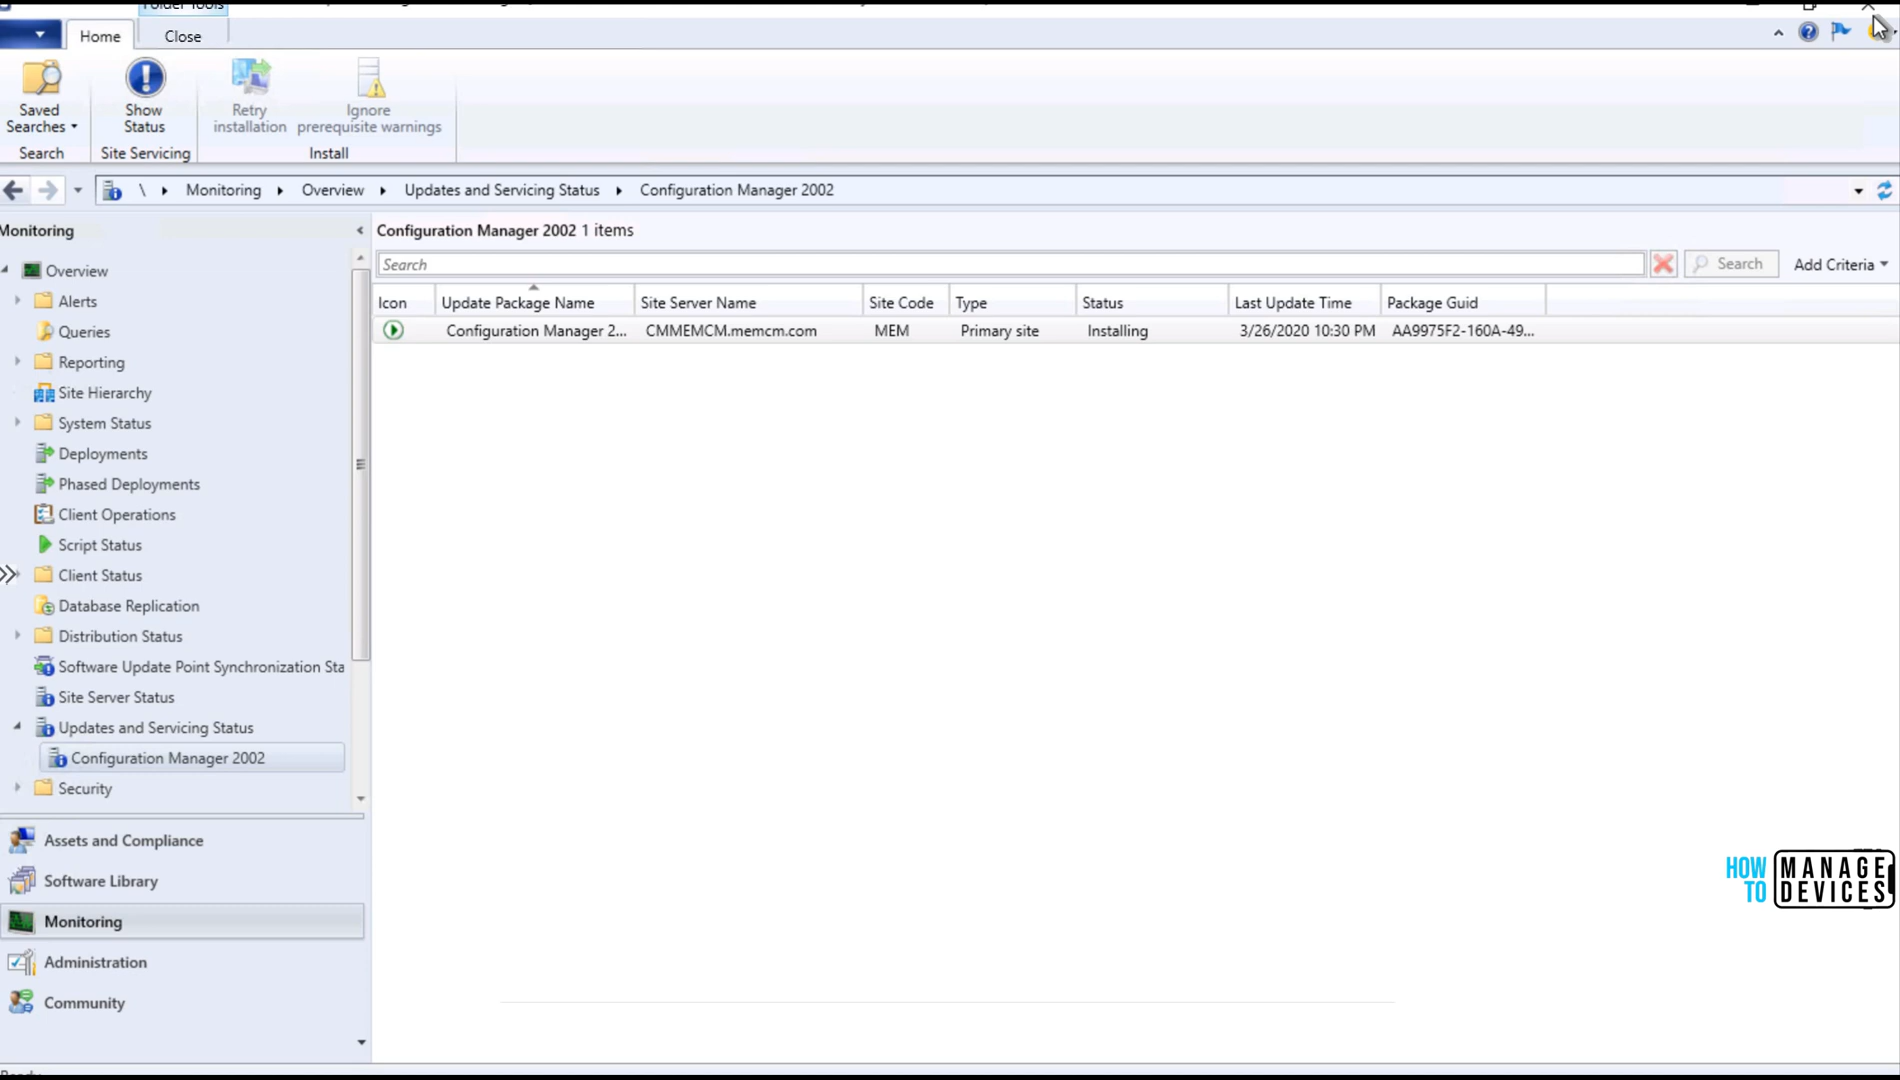 Folder Tools
Home
Close
Saved
Searches
Show
Status
Retry
installation
Ignore
prerequisite warnings
Search
Site Servicing
Install
\ Monitoring Overview Updates and Servicing Status Configuration Manager 2002
Monitoring
Configuration Manager 2002 1 items
Search
Search
Add Criteria
Icon Update Package Name Site Server Name Site Code Type Status Last Update Time Package Guid
Configuration Manager 2... CMMEMCM.memcm.com MEM Primary site Installing 3/26/2020 10:30 PM AA9975F2-160A-49...
Overview
Alerts
Queries
Reporting
Site Hierarchy
System Status
Deployments
Phased Deployments
Client Operations
Script Status
Client Status
Database Replication
Distribution Status
Software Update Point Synchronization Sta
Site Server Status
Updates and Servicing Status
Configuration Manager 2002
Security
Assets and Compliance
Software Library
Monitoring
Administration
Community
HOW
TO
MANAGE
DEVICES